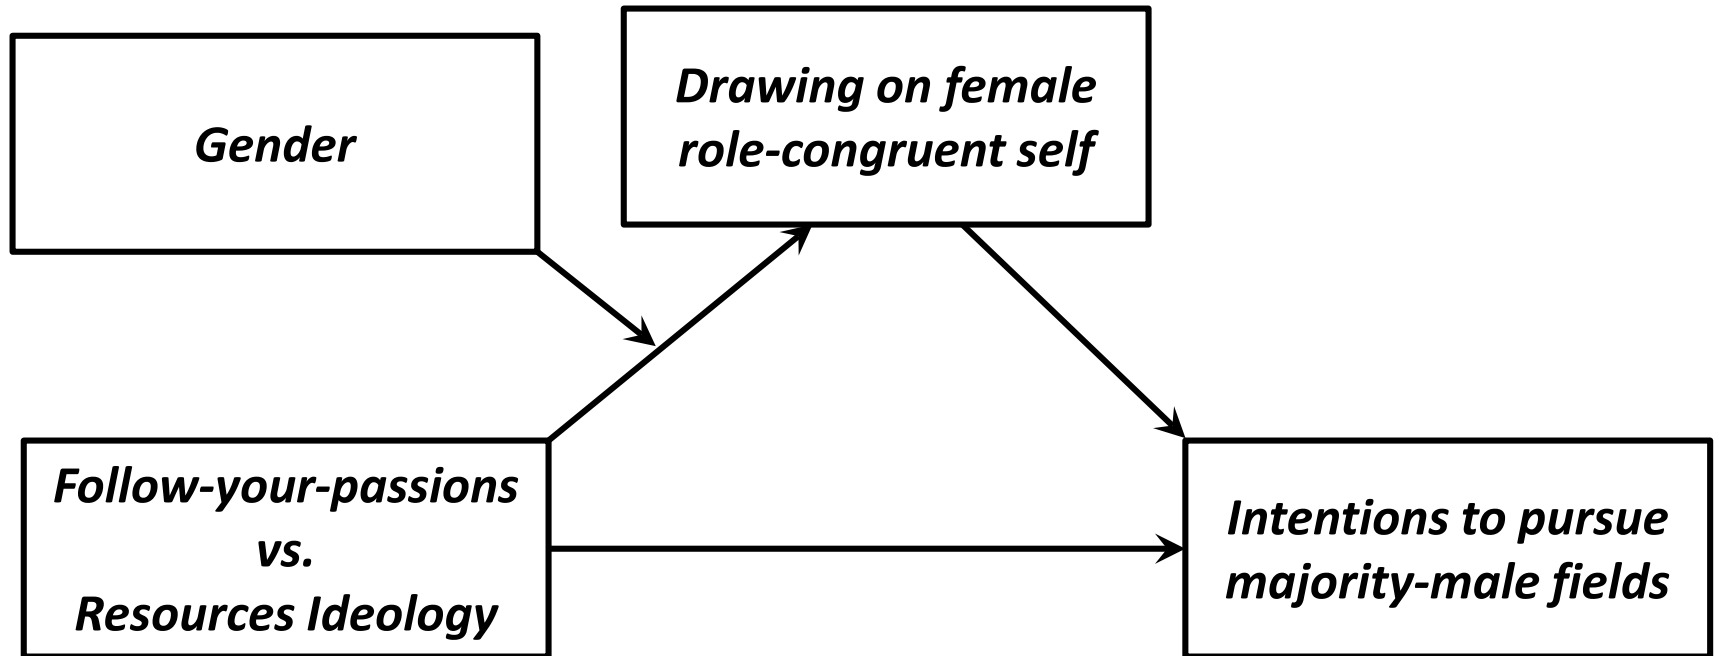 Gender
Drawing on female
role-congruent self
Follow-your-passions
vs.
Resources Ideology
Intentions to pursue
majority-male fields